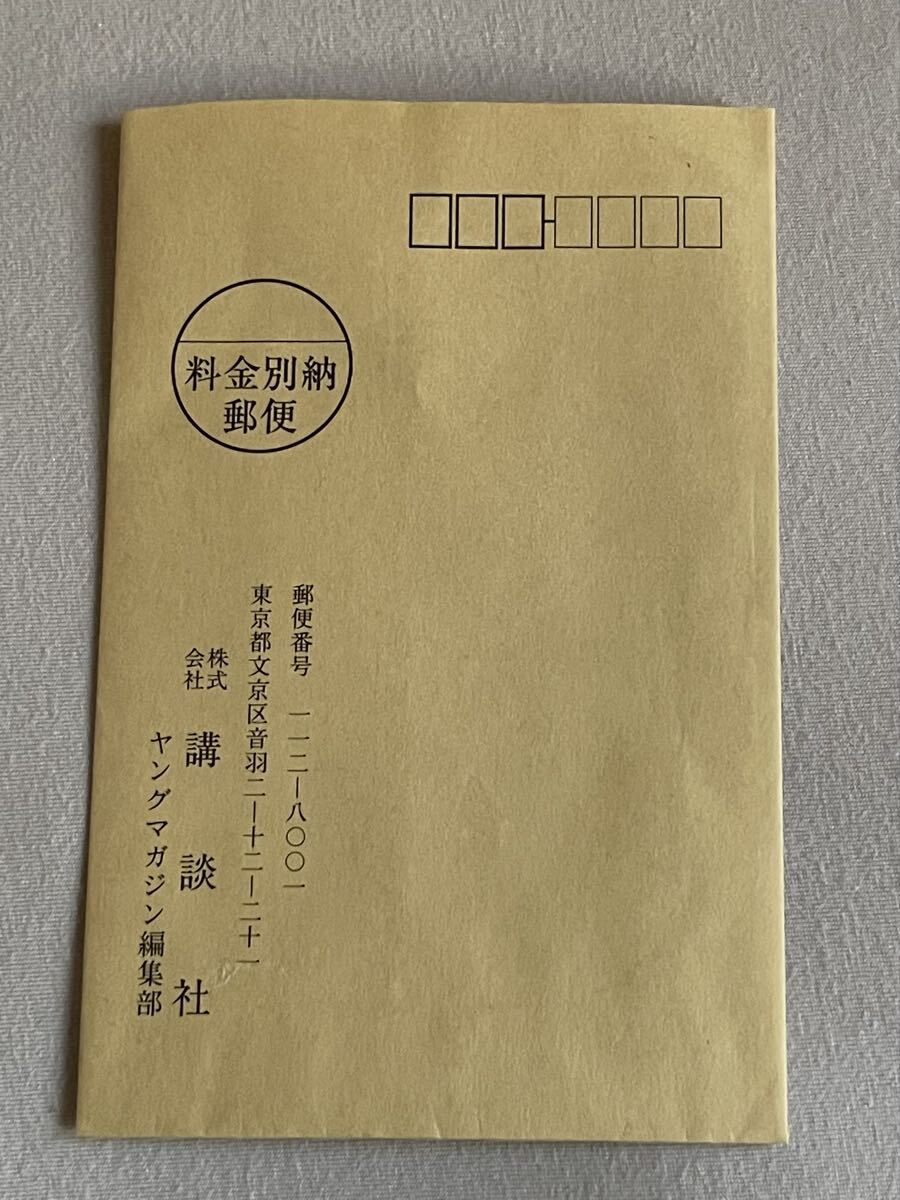 料金別納
郵便
郵便番号 一一二―八〇〇一
東京都文京区音羽二―十二―二十一
株式
会社
講談社
ヤングマガジン編集部